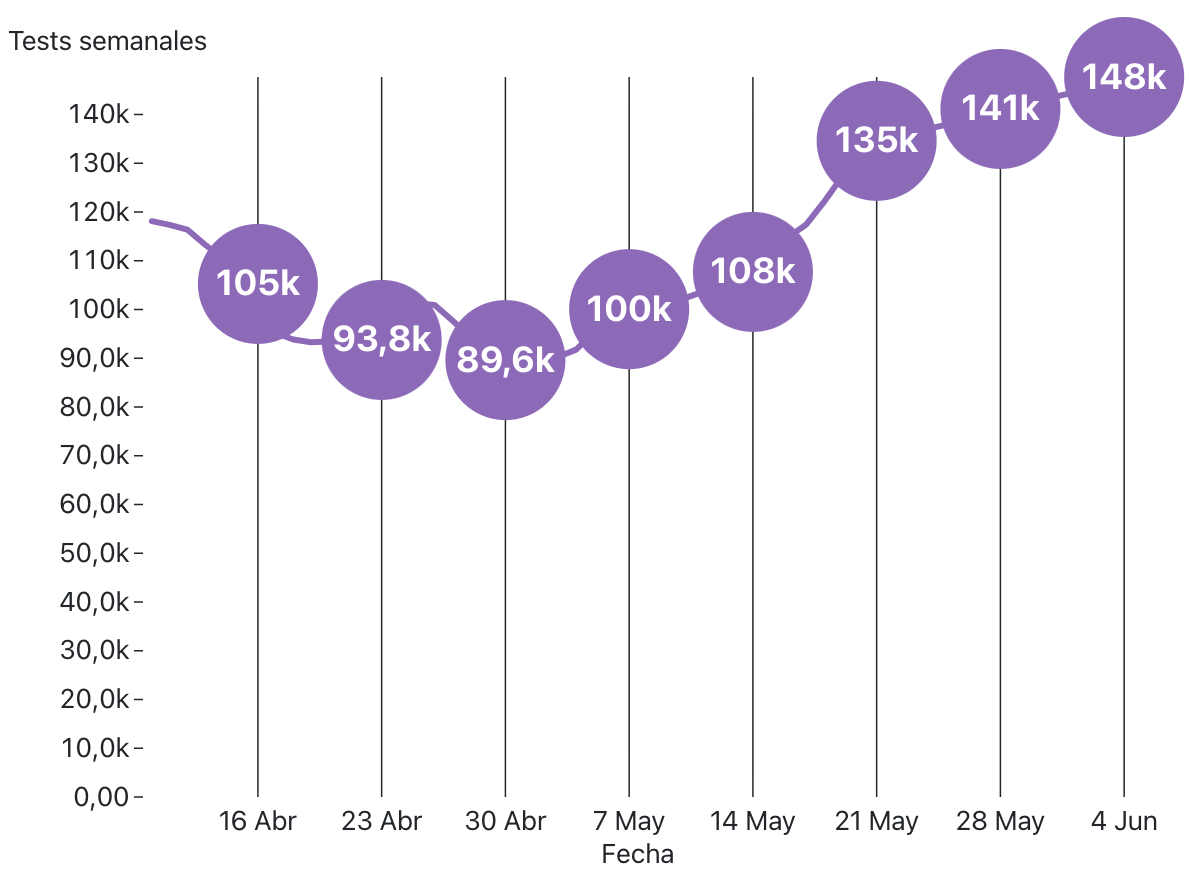 Tests semanales
148k
141k
135k
108k
105k
100k
93,8k
89,6k
140k
130k
120k
110k
100k
90,0k
80,0k
70,0k
60,0k
50,0k
40,0k
30,0k
20,0k
10,0k
0,00
16 Abr 23 Abr 30 Abr 7 May 14 May 21 May 28 May 4 Jun
Fecha